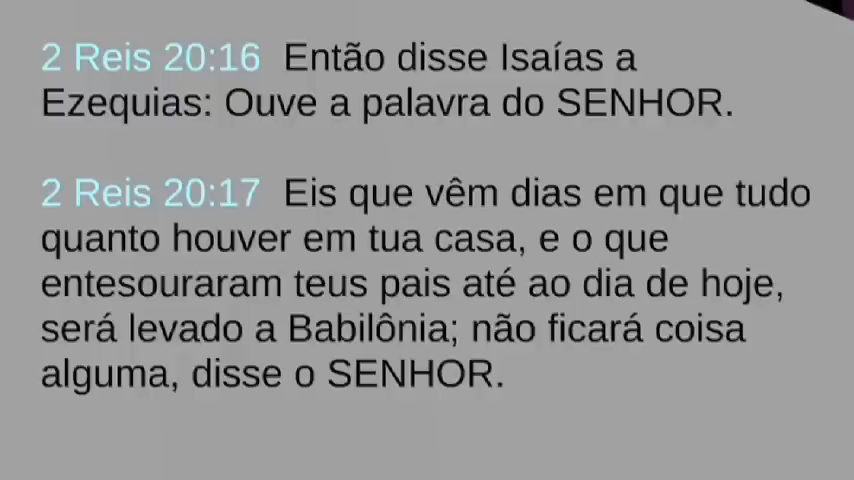 2 Reis 20:16 Então disse Isaías a
Ezequias: Ouve a palavra do SENHOR.
2 Reis 20:17 Eis que vêm dias em que tudo
quanto houver em tua casa, e o que
entesouraram teus pais até ao dia de hoje,
será levado a Babilônia; não ficará coisa
alguma, disse o SENHOR.